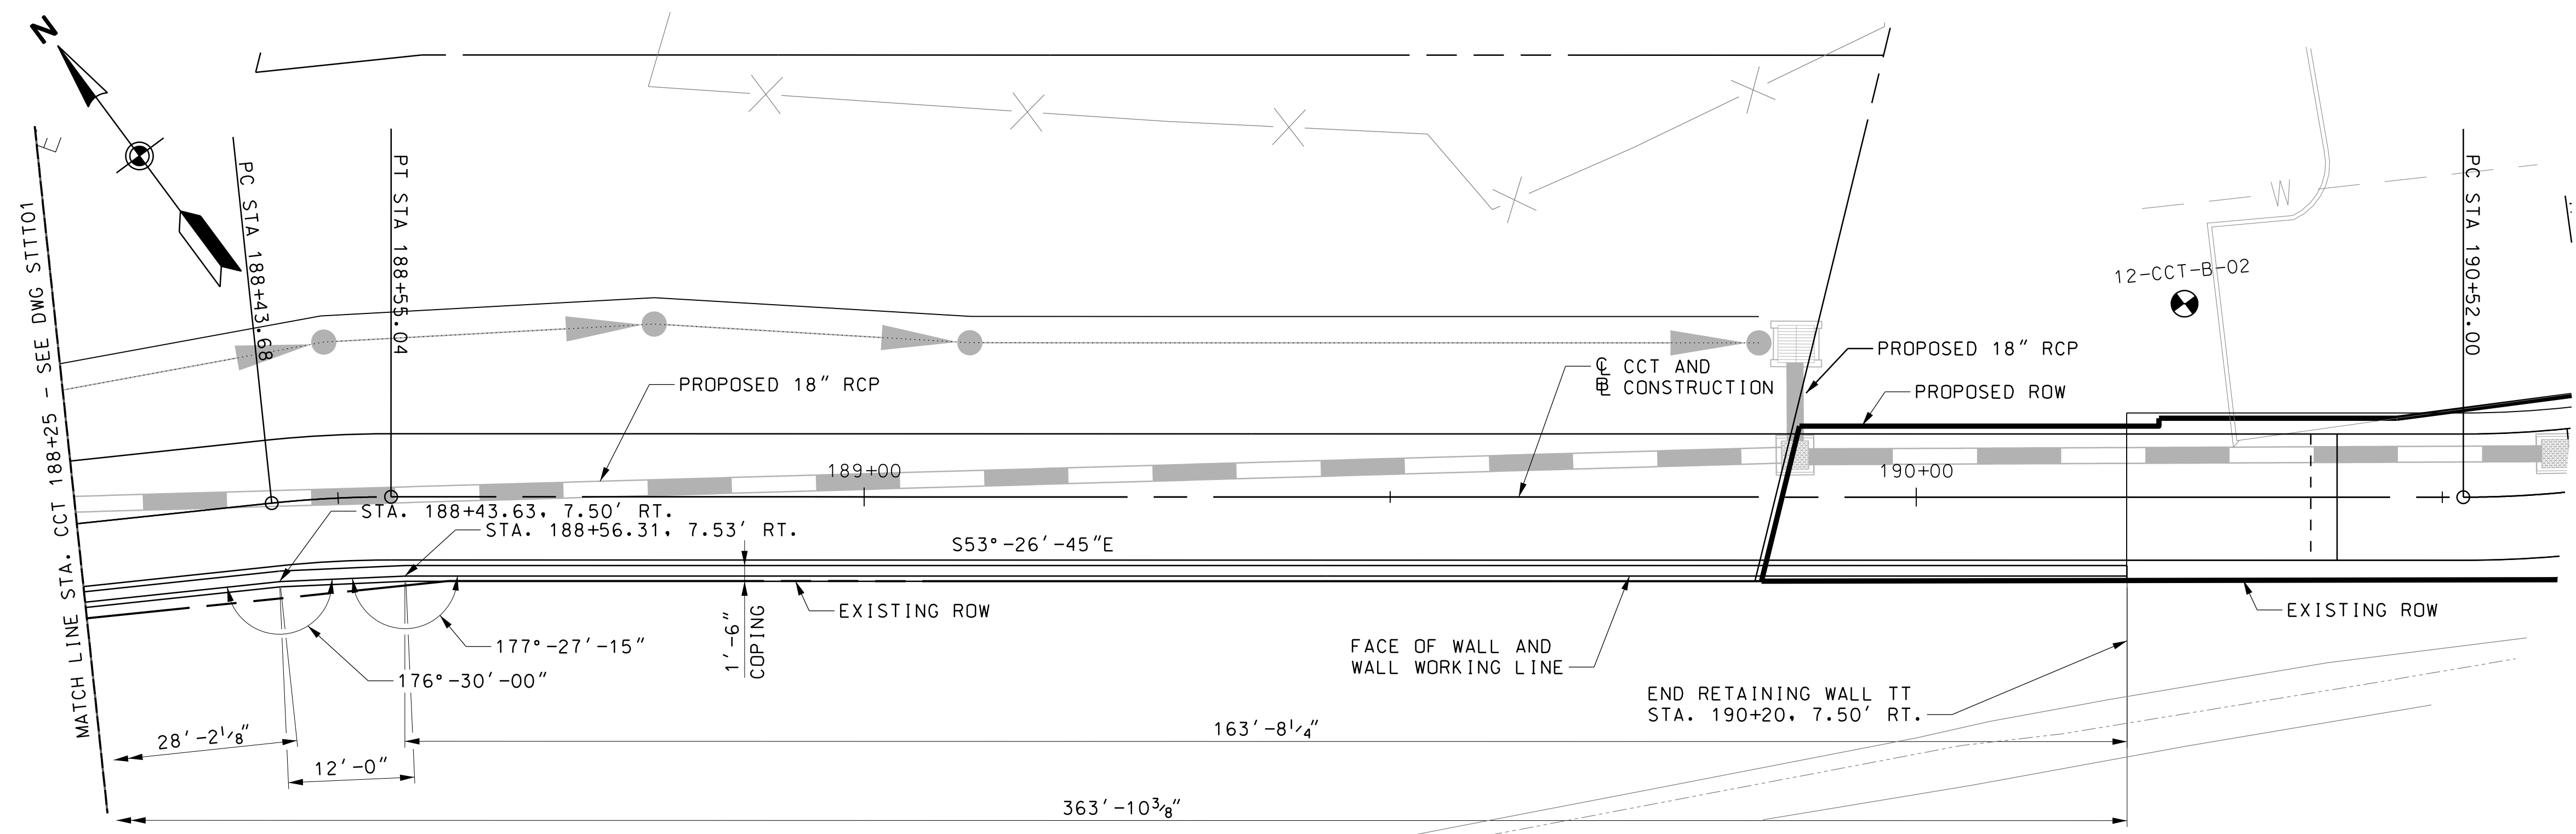 N
E
MATCH LINE STA. CCT 188+25 - SEE DWG STTT01
PC STA 188+43.68
PT STA 188+55.04
PC STA 190+52.00
W
12-CCT-B-02
PROPOSED 18" RCP
PROPOSED 18" RCP
℄ CCT AND
CONSTRUCTION
PROPOSED ROW
189+00
190+00
STA. 188+43.63, 7.50' RT.
STA. 188+56.31, 7.53' RT.
S53°-26'-45"E
1'-6"
COPING
EXISTING ROW
EXISTING ROW
177°-27'-15"
176°-30'-00"
FACE OF WALL AND
WALL WORKING LINE
END RETAINING WALL TT
STA. 190+20, 7.50' RT.
28'-2 1/8"
12'-0"
163'-8 1/4"
363'-10 3/8"